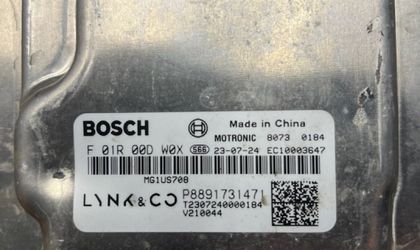 BOSCH Made in China
MOTRONIC 8073 0184
F 01R 00D W0X S66 23-07-24 EC10003647
MG1US708
LYNK & CO P8891731471
T2307240000184
V210044